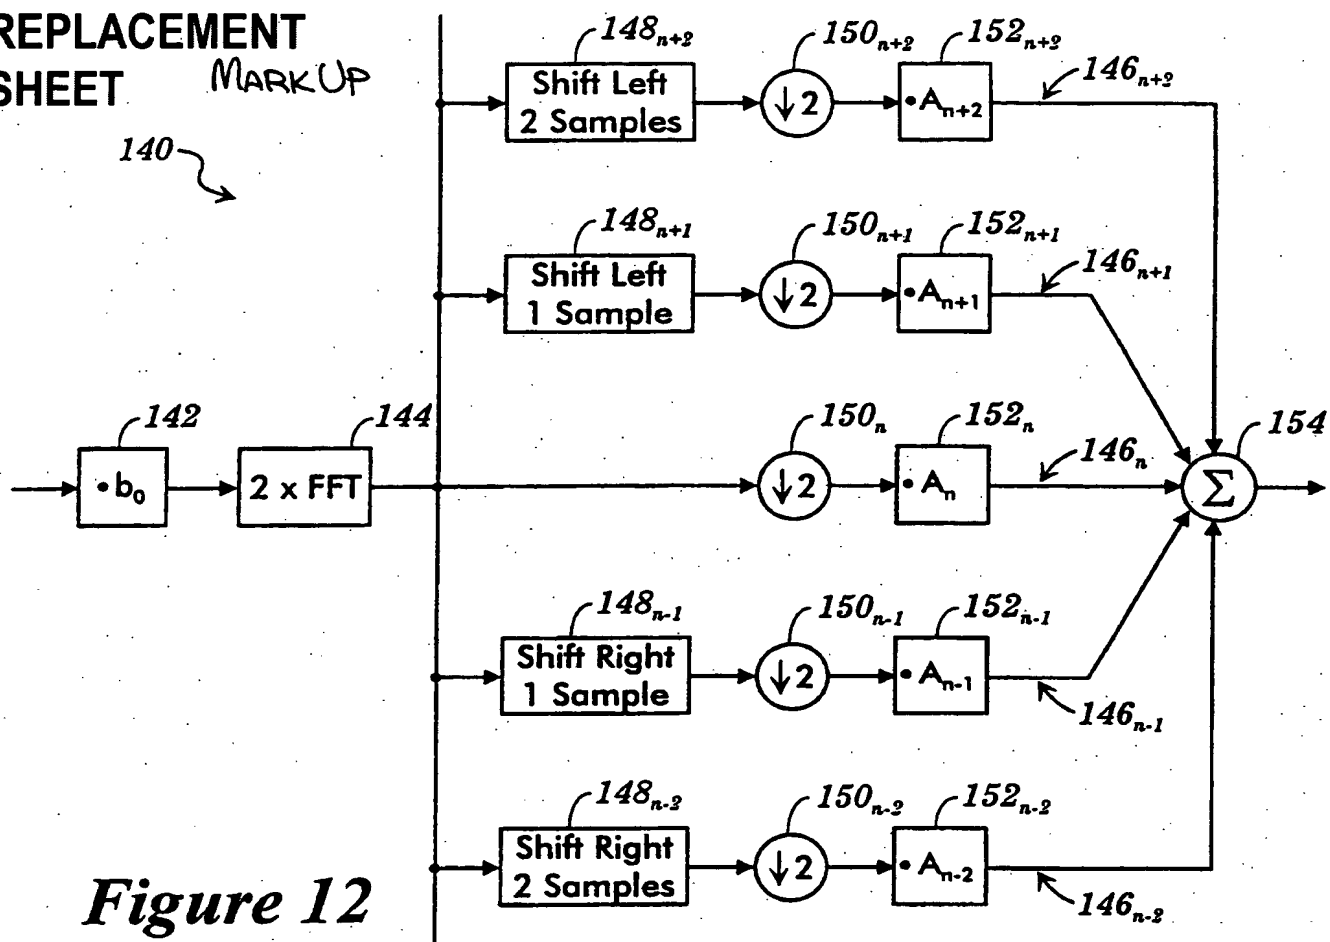 REPLACEMENT
SHEET MARK UP
140
148n+2 150n+2 152n+2 146n+2
Shift Left
2 Samples
↓2
•An+2
148n+1 150n+1 152n+1 146n+1
Shift Left
1 Sample
↓2
•An+1
142 144 150n 152n 146n 154
•b0
2 x FFT
↓2
•An
Σ
148n-1 150n-1 152n-1
Shift Right
1 Sample
↓2
•An-1
146n-1
148n-2 150n-2 152n-2
Shift Right
2 Samples
↓2
•An-2
146n-2
Figure 12